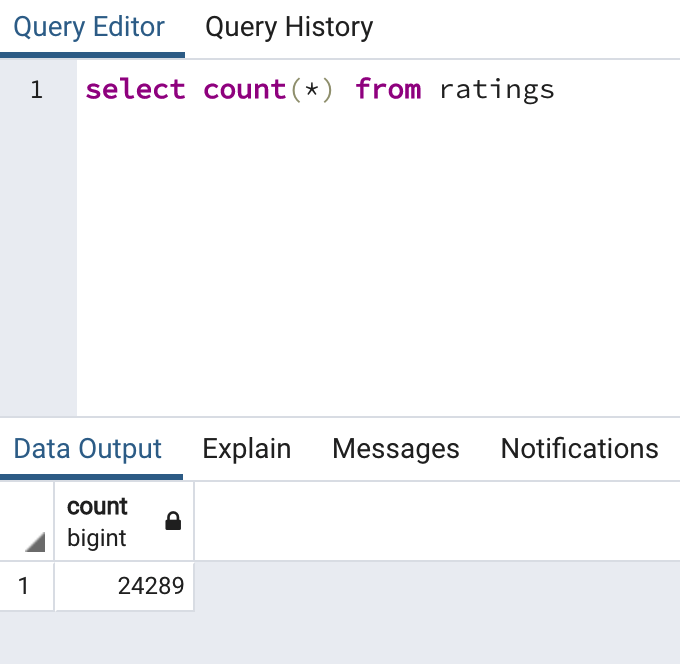 Query Editor Query History
1 select count(*) from ratings
Data Output Explain Messages Notifications
count
bigint
1 24289